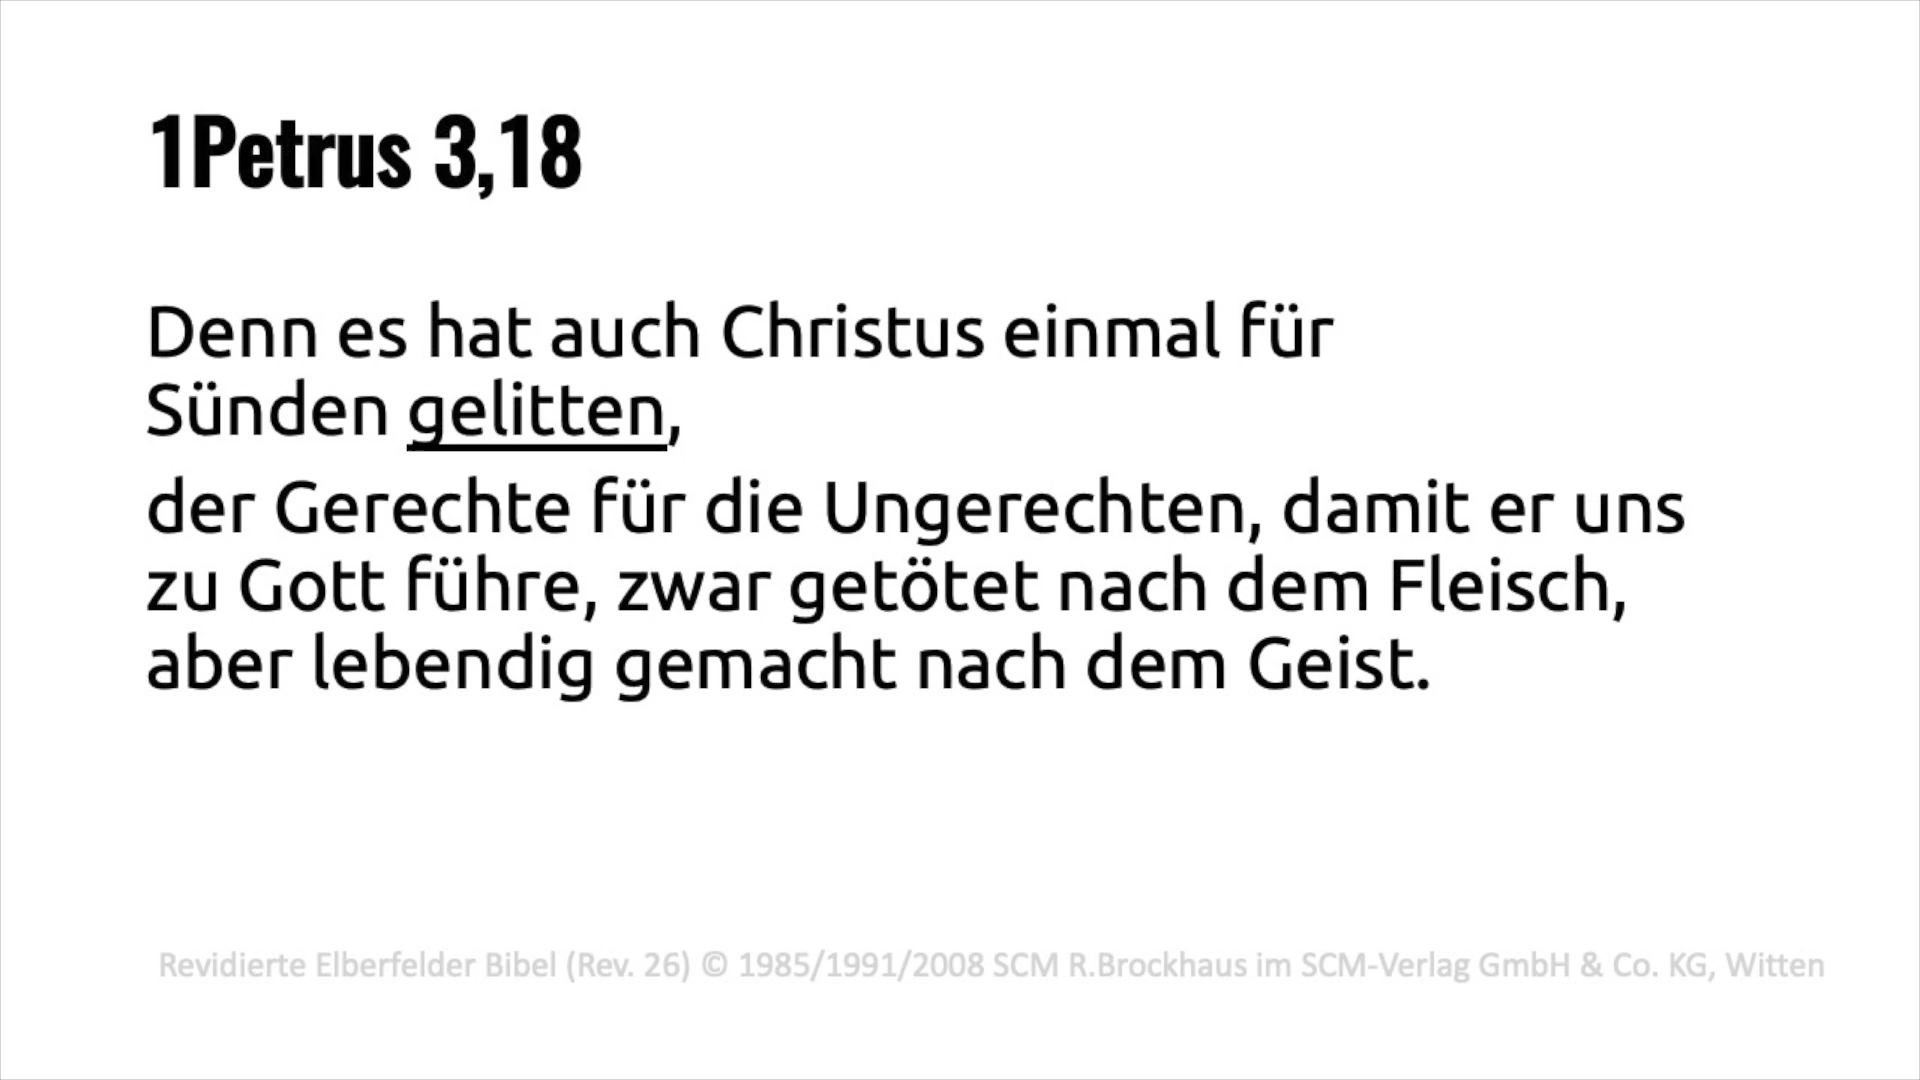 1Petrus 3,18
Denn es hat auch Christus einmal für
Sünden gelitten,
der Gerechte für die Ungerechten, damit er uns
zu Gott führe, zwar getötet nach dem Fleisch,
aber lebendig gemacht nach dem Geist.
Revidierte Elberfelder Bibel (Rev. 26) © 1985/1991/2008 SCM R.Brockhaus im SCM-Verlag GmbH & Co. KG, Witten